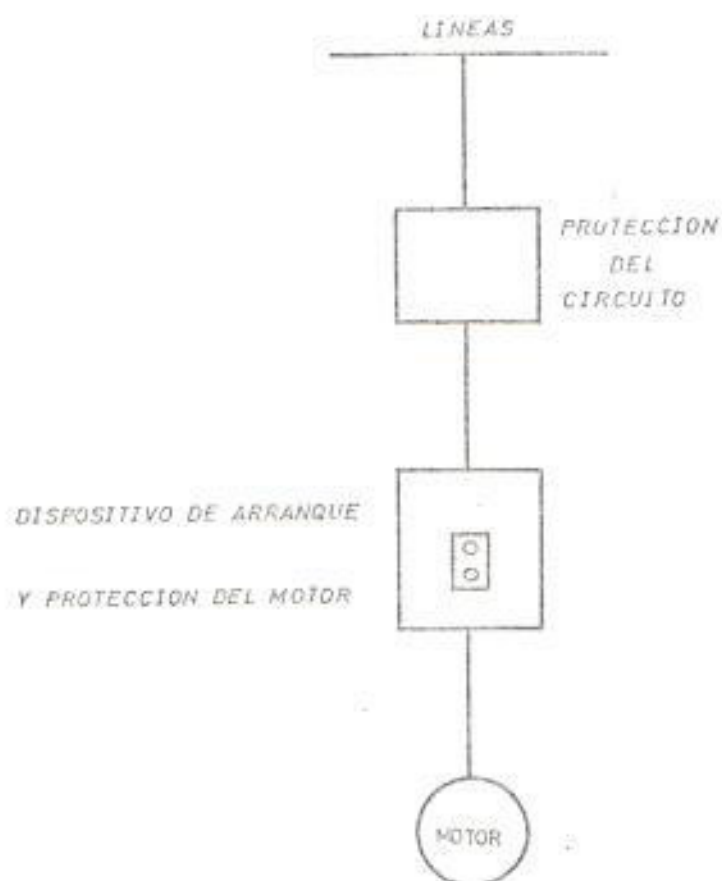 LINEAS
PROTECCION
DEL
CIRCUITO
DISPOSITIVO DE ARRANQUE
Y PROTECCION DEL MOTOR
MOTOR